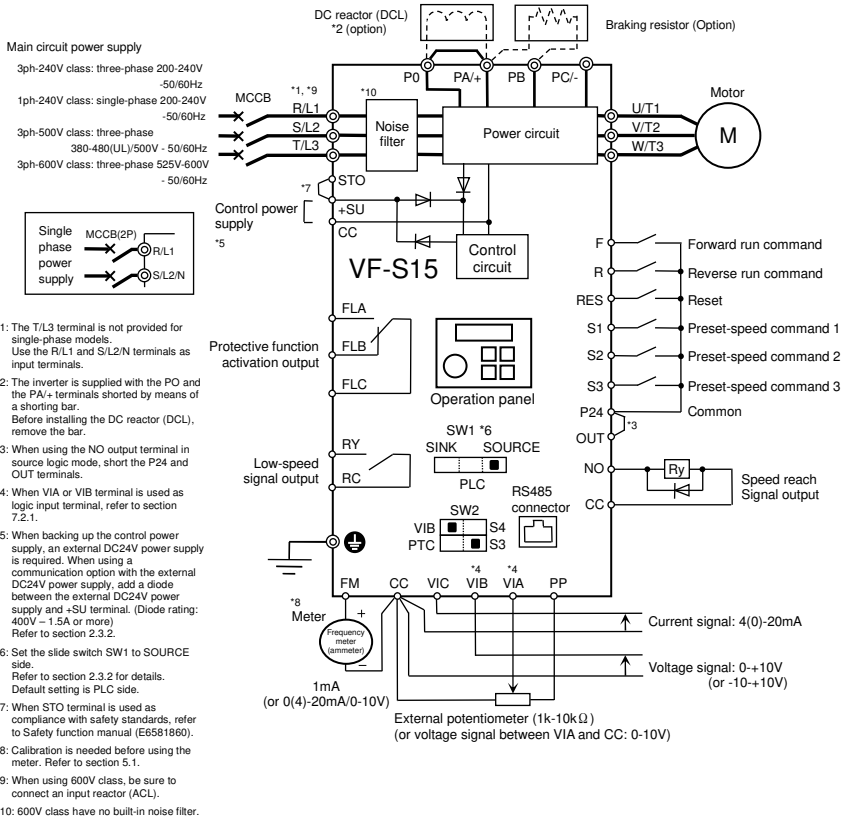 DC reactor (DCL)
*2 (option)
Braking resistor (Option)
Main circuit power supply
3ph-240V class: three-phase 200-240V
-50/60Hz
1ph-240V class: single-phase 200-240V
-50/60Hz
3ph-500V class: three-phase
380-480(UL)/500V - 50/60Hz
3ph-600V class: three-phase 525V-600V
- 50/60Hz
MCCB
*1, *9
R/L1
S/L2
T/L3
*10
Noise
filter
P0
PA/+
PB
PC/-
Power circuit
U/T1
V/T2
W/T3
Motor
M
*7
STO
Control power
supply
*5
+SU
CC
Control
circuit
VF-S15
Single
phase
power
supply
MCCB(2P)
R/L1
S/L2/N
F
Forward run command
R
Reverse run command
RES
Reset
S1
Preset-speed command 1
S2
Preset-speed command 2
S3
Preset-speed command 3
P24
Common
OUT
*3
NO
Ry
CC
Speed reach
Signal output
FLA
Protective function
activation output
FLB
FLC
Operation panel
RY
Low-speed
signal output
RC
SW1 *6
SINK
SOURCE
PLC
SW2
VIB
S4
PTC
S3
RS485
connector
FM
CC
VIC
*4
VIB
*4
VIA
PP
*8
Meter
+
Frequency
meter
(ammeter)
−
1mA
(or 0(4)-20mA/0-10V)
Current signal: 4(0)-20mA
Voltage signal: 0-+10V
(or -10-+10V)
External potentiometer (1k-10kΩ)
(or voltage signal between VIA and CC: 0-10V)
1: The T/L3 terminal is not provided for
single-phase models.
Use the R/L1 and S/L2/N terminals as
input terminals.
2: The inverter is supplied with the PO and
the PA/+ terminals shorted by means of
a shorting bar.
Before installing the DC reactor (DCL),
remove the bar.
3: When using the NO output terminal in
source logic mode, short the P24 and
OUT terminals.
4: When VIA or VIB terminal is used as
logic input terminal, refer to section
7.2.1.
5: When backing up the control power
supply, an external DC24V power supply
is required. When using a
communication option with the external
DC24V power supply, add a diode
between the external DC24V power
supply and +SU terminal. (Diode rating:
400V – 1.5A or more)
Refer to section 2.3.2.
6: Set the slide switch SW1 to SOURCE
side.
Refer to section 2.3.2 for details.
Default setting is PLC side.
7: When STO terminal is used as
compliance with safety standards, refer
to Safety function manual (E6581860).
8: Calibration is needed before using the
meter. Refer to section 5.1.
9: When using 600V class, be sure to
connect an input reactor (ACL).
10: 600V class have no built-in noise filter.